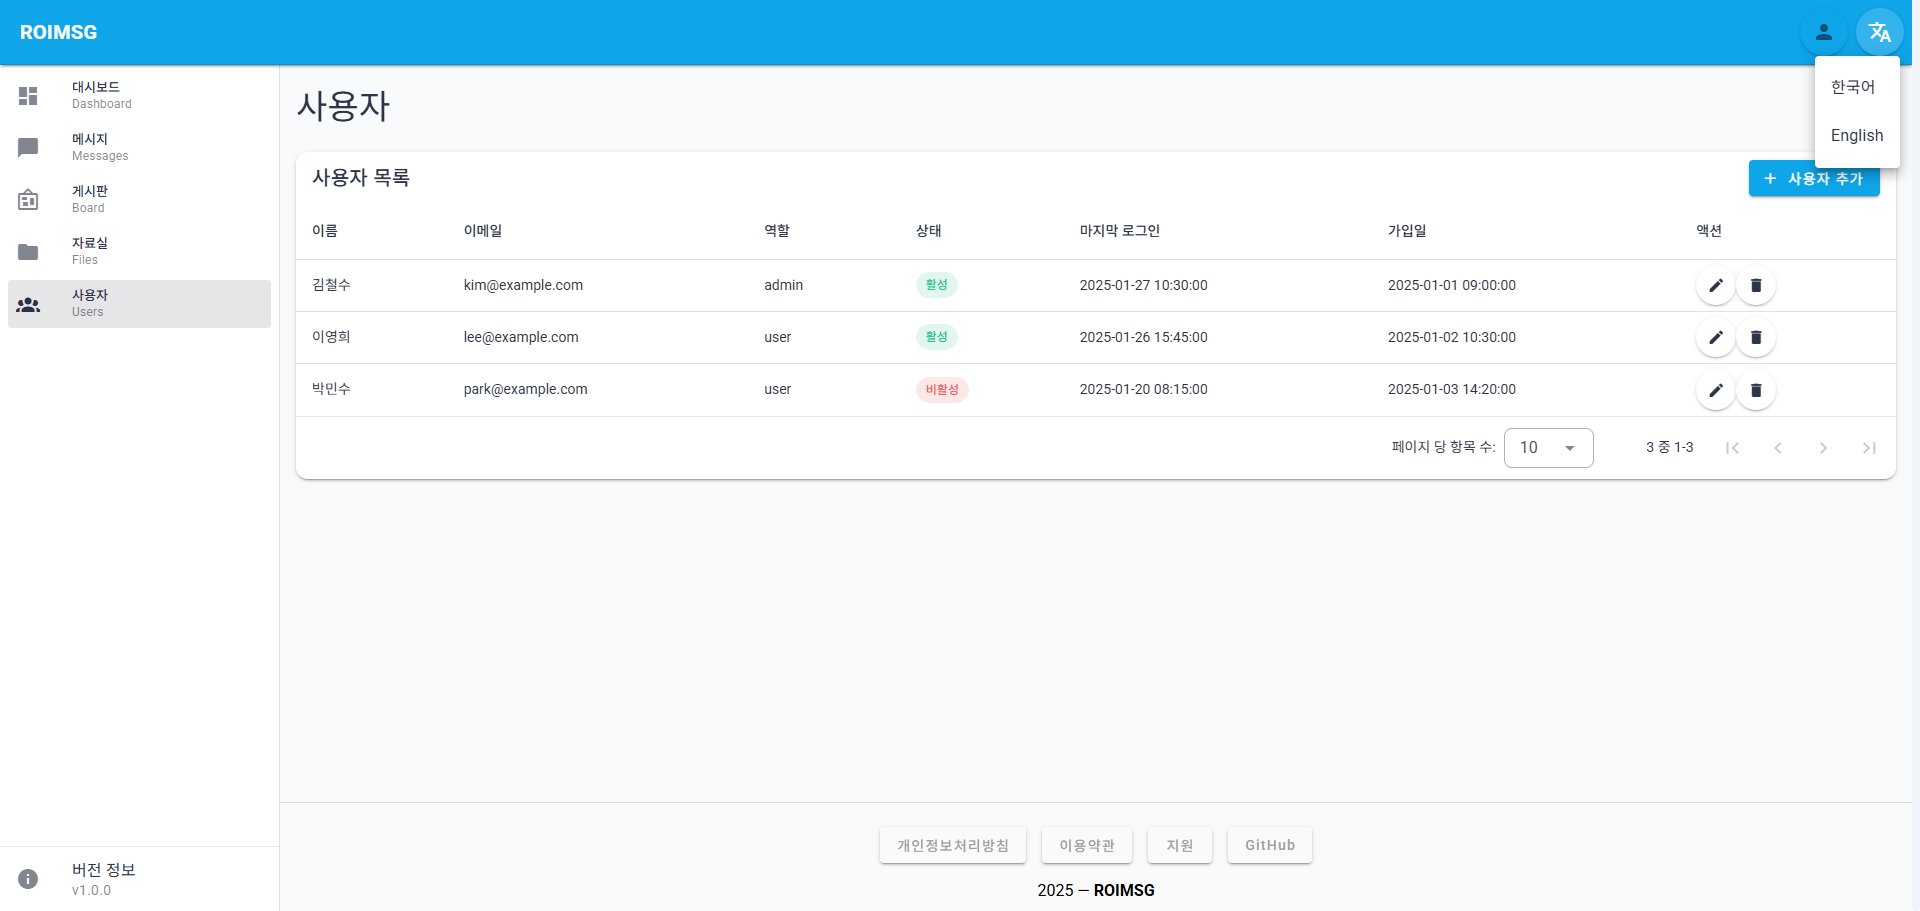 ROIMSG
한국어
English
대시보드
Dashboard
메시지
Messages
게시판
Board
자료실
Files
사용자
Users
버전 정보
v1.0.0
사용자
사용자 목록
사용자 추가
이름 이메일 역할 상태 마지막 로그인 가입일 액션
김철수 kim@example.com admin 활성 2025-01-27 10:30:00 2025-01-01 09:00:00
이영희 lee@example.com user 활성 2025-01-26 15:45:00 2025-01-02 10:30:00
박민수 park@example.com user 비활성 2025-01-20 08:15:00 2025-01-03 14:20:00
페이지 당 항목 수: 10 3 중 1-3
개인정보처리방침 이용약관 지원 GitHub
2025 — ROIMSG